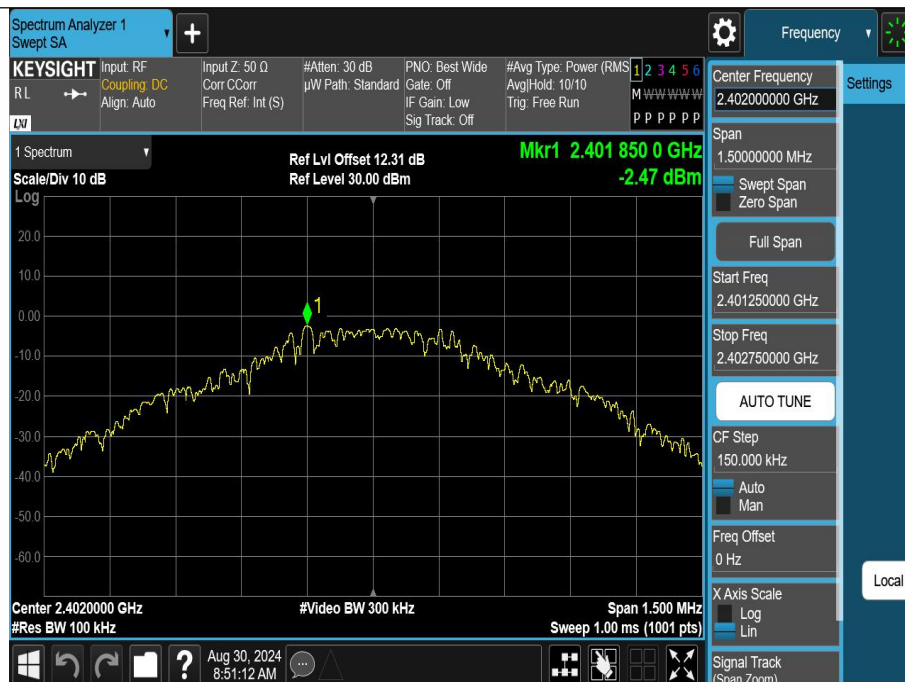 Spectrum Analyzer 1
Swept SA
Frequency
KEYSIGHT
RL
LXI
Input: RF
Coupling: DC
Align: Auto
Input Z: 50 Ω
Corr CCorr
Freq Ref: Int (S)
#Atten: 30 dB
µW Path: Standard
PNO: Best Wide
Gate: Off
IF Gain: Low
Sig Track: Off
#Avg Type: Power (RMS
Avg|Hold: 10/10
Trig: Free Run
1 2 3 4 5 6
M W W W W W
P P P P P P
1 Spectrum
Scale/Div 10 dB
Log
Ref Lvl Offset 12.31 dB
Ref Level 30.00 dBm
Mkr1 2.401 850 0 GHz
-2.47 dBm
20.0
10.0
0.00
1
-10.0
-20.0
-30.0
-40.0
-50.0
-60.0
Center 2.4020000 GHz
#Res BW 100 kHz
#Video BW 300 kHz
Span 1.500 MHz
Sweep 1.00 ms (1001 pts)
Center Frequency
2.402000000 GHz
Settings
Span
1.50000000 MHz
Swept Span
Zero Span
Full Span
Start Freq
2.401250000 GHz
Stop Freq
2.402750000 GHz
AUTO TUNE
CF Step
150.000 kHz
Auto
Man
Freq Offset
0 Hz
Local
X Axis Scale
Log
Lin
Signal Track
(Span Zoom)
?
Aug 30, 2024
8:51:12 AM